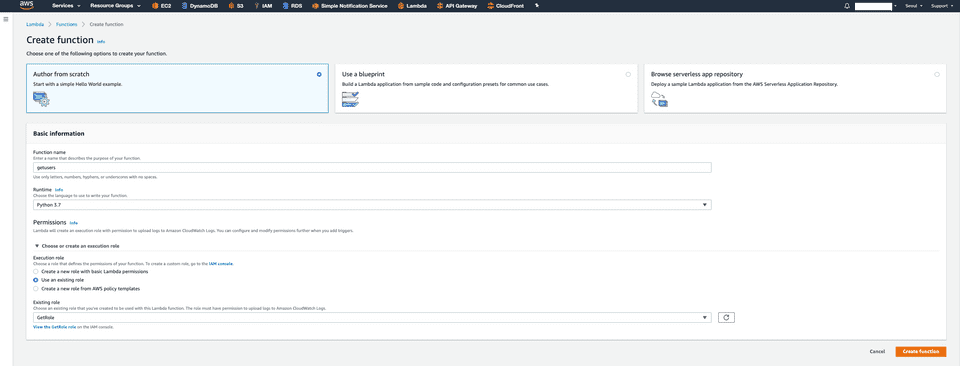 aws Services Resource Groups EC2 DynamoDB S3 IAM RDS Simple Notification Service Lambda API Gateway CloudFront Seoul Support
Lambda > Functions > Create function
Create function Info
Choose one of the following options to create your function.
Author from scratch
Start with a simple Hello World example.
Use a blueprint
Build a Lambda application from sample code and configuration presets for common use cases.
Browse serverless app repository
Deploy a sample Lambda application from the AWS Serverless Application Repository.
Basic information
Function name
Enter a name that describes the purpose of your function.
getusers
Use only letters, numbers, hyphens, or underscores with no spaces.
Runtime Info
Choose the language to use to write your function.
Python 3.7
Permissions Info
Lambda will create an execution role with permission to upload logs to Amazon CloudWatch Logs. You can configure and modify permissions further when you add triggers.
Choose or create an execution role
Execution role
Choose a role that defines the permissions of your function. To create a custom role, go to the IAM console.
Create a new role with basic Lambda permissions
Use an existing role
Create a new role from AWS policy templates
Existing role
Choose an existing role that you've created to be used with this Lambda function. The role must have permission to upload logs to Amazon CloudWatch Logs.
GetRole
View the GetRole role on the IAM console.
Cancel Create function